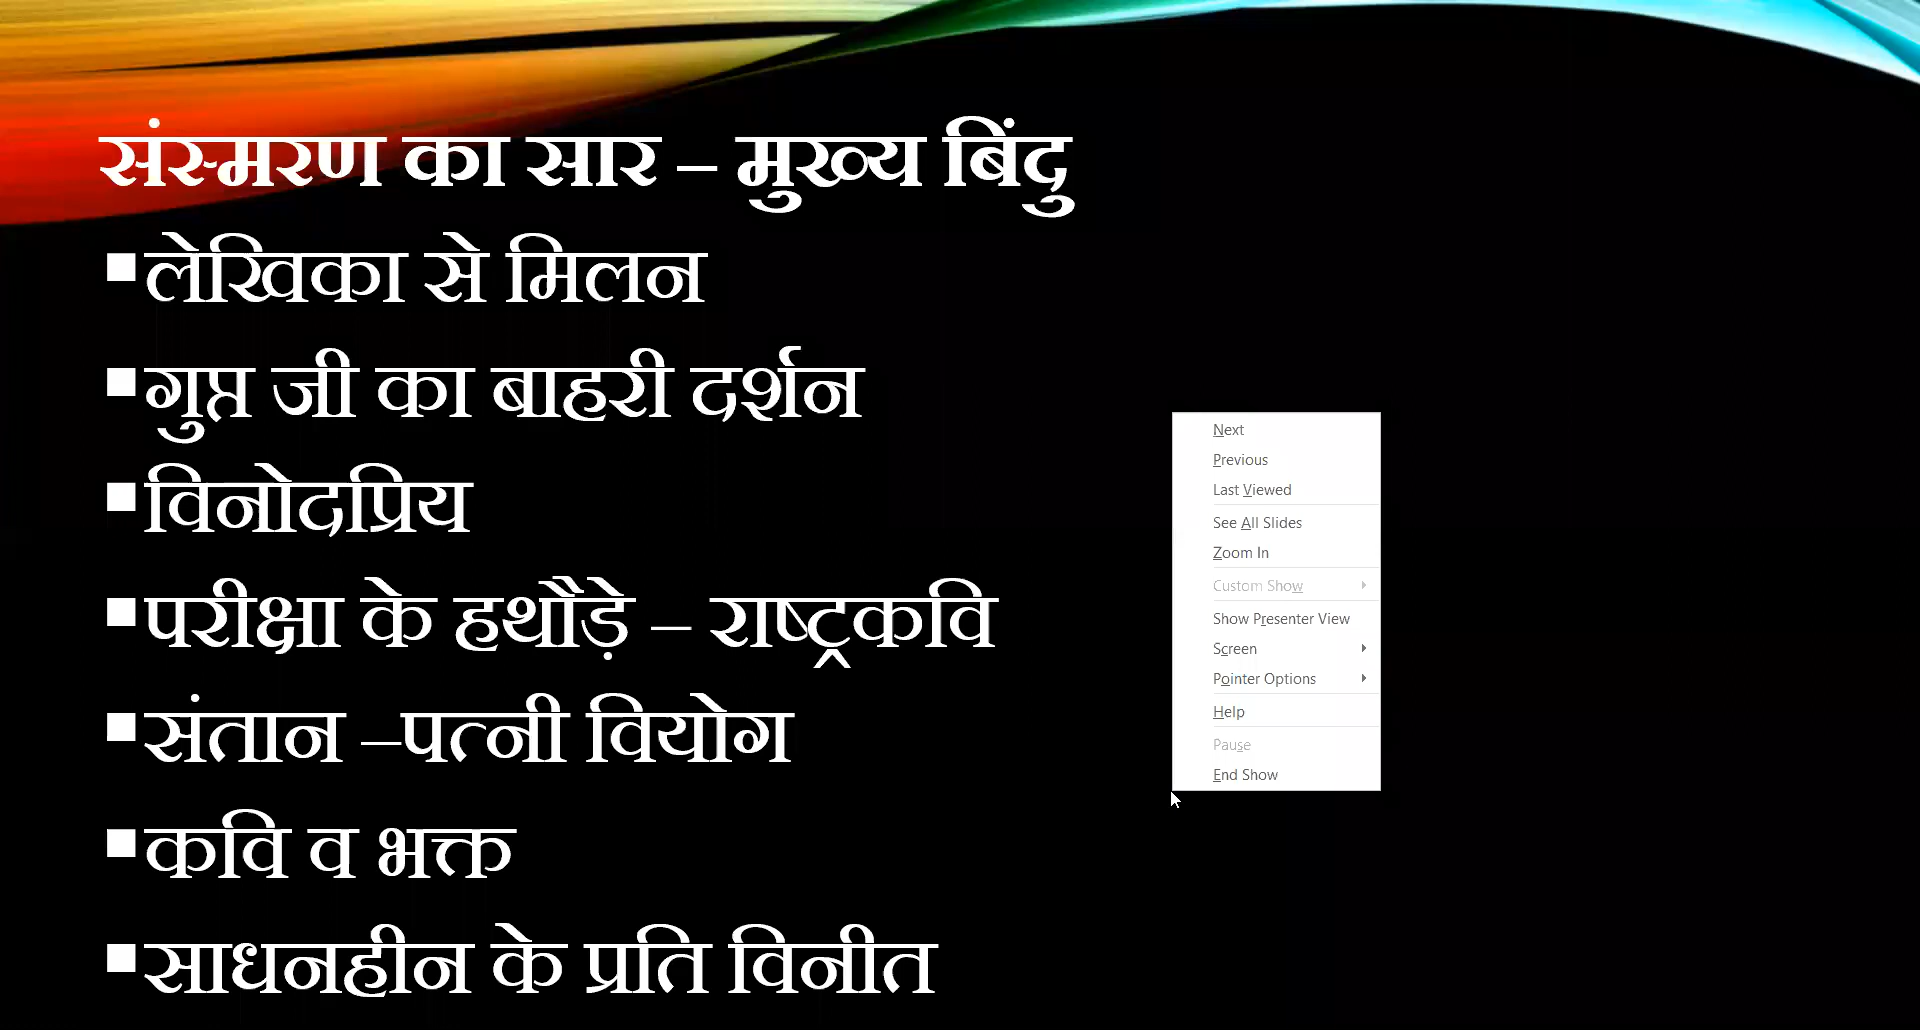 संस्मरण का सार – मुख्य बिंदु
▪लेखिका से मिलन
▪गुप्त जी का बाहरी दर्शन
▪विनोदप्रिय
▪परीक्षा के हथौड़े – राष्ट्रकवि
▪संतान –पत्नी वियोग
▪कवि व भक्त
▪साधनहीन के प्रति विनीत
Next
Previous
Last Viewed
See All Slides
Zoom In
Custom Show
Show Presenter View
Screen
Pointer Options
Help
Pause
End Show